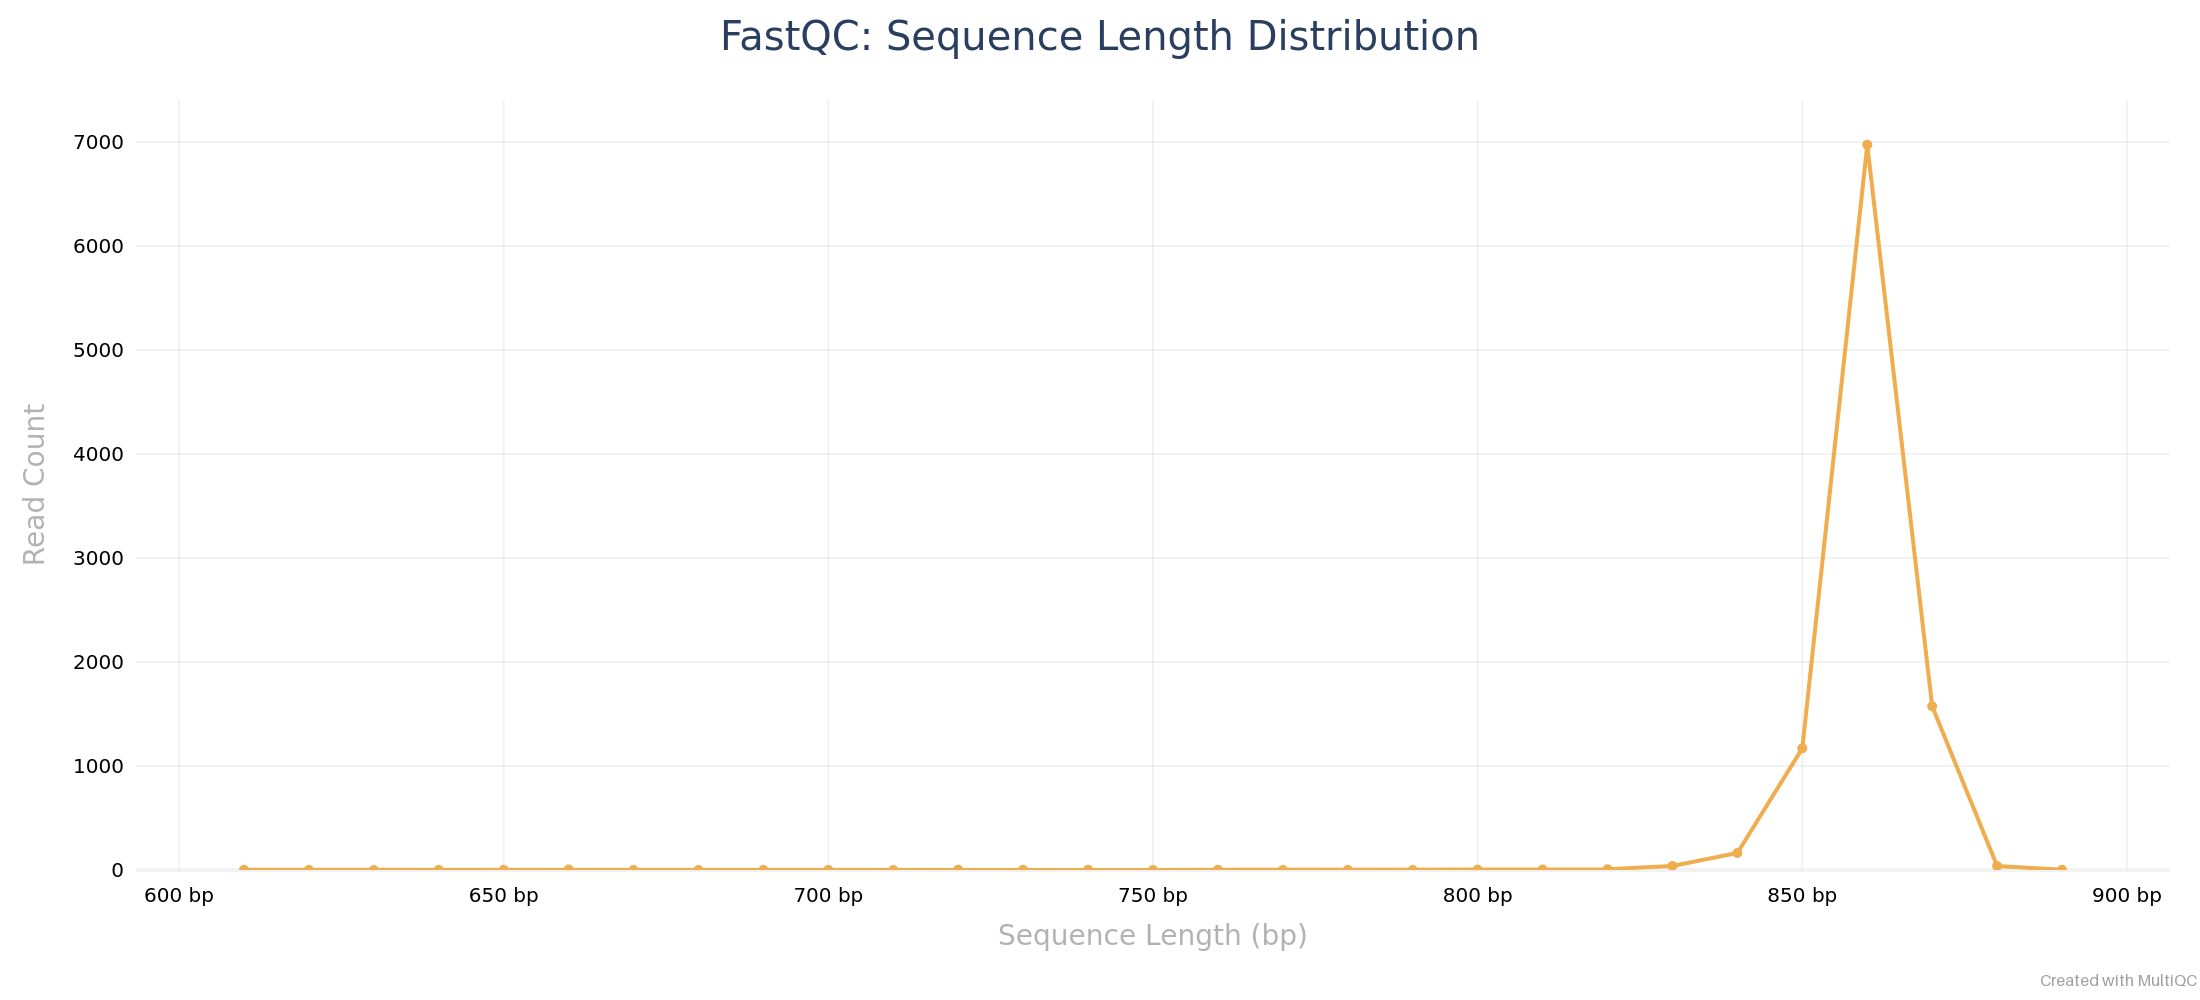 FastQC: Sequence Length Distribution
7000
6000
5000
4000
3000
2000
1000
0
Read Count
600 bp
650 bp
700 bp
750 bp
800 bp
850 bp
900 bp
Sequence Length (bp)
Created with MultiQC